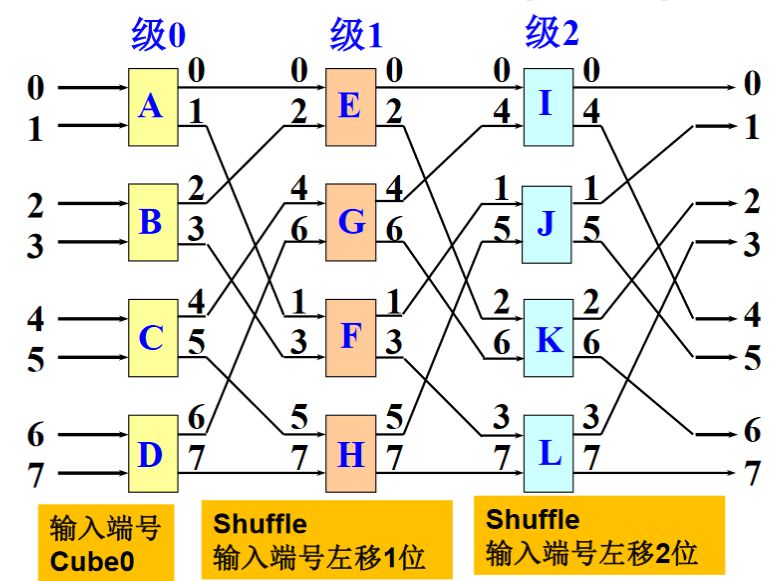 级0 级1 级2
0 0 0 0 0 0
A E I
1 1 2 2 4 4 1
2 2 4 4 1 1 2
B G J
3 3 6 6 5 5 3
4 4 1 1 2 2 4
C F K
5 5 3 3 6 6 5
6 6 5 5 3 3 6
D H L
7 7 7 7 7 7 7
输入端号
Cube0
Shuffle
输入端号左移1位
Shuffle
输入端号左移2位